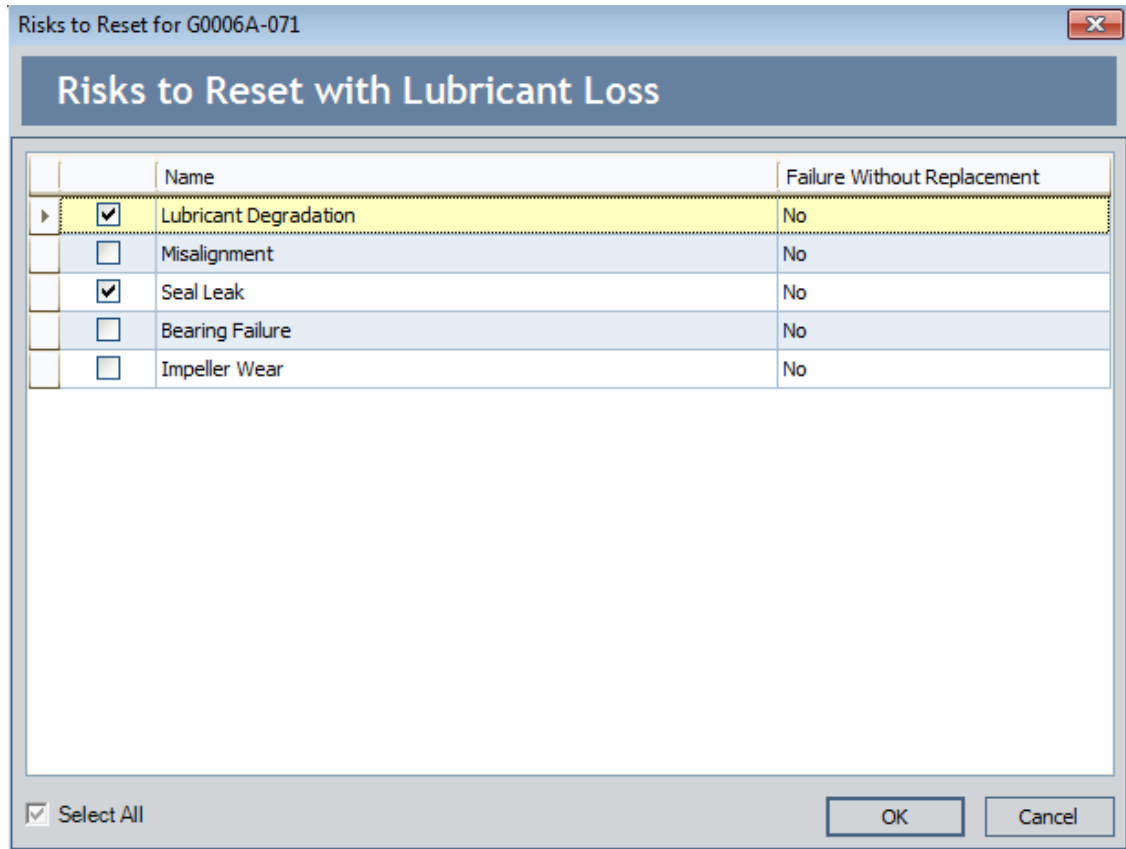 Risks to Reset for G0006A-071
Risks to Reset with Lubricant Loss
Name Failure Without Replacement
Lubricant Degradation No
Misalignment No
Seal Leak No
Bearing Failure No
Impeller Wear No
Select All OK Cancel